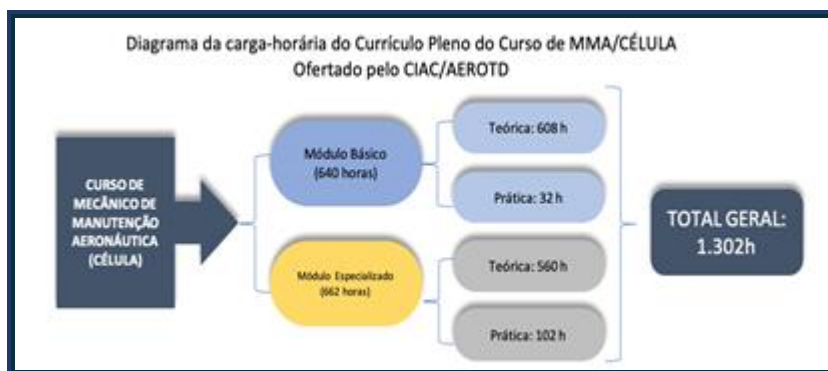 Diagrama da carga-horária do Currículo Pleno do Curso de MMA/CÉLULA
Ofertado pelo CIAC/AEROTD
CURSO DE
MECÂNICO DE
MANUTENÇÃO
AERONÁUTICA
(CÉLULA)
Módulo Básico
(640 horas)
Teórica: 608 h
Prática: 32 h
Módulo Especializado
(662 horas)
Teórica: 560 h
Prática: 102 h
TOTAL GERAL:
1.302h